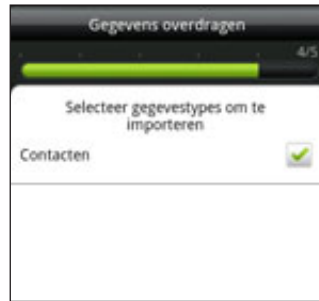 Gegevens overdragen
4/5
Selecteer gegevestypes om te
importeren
Contacten